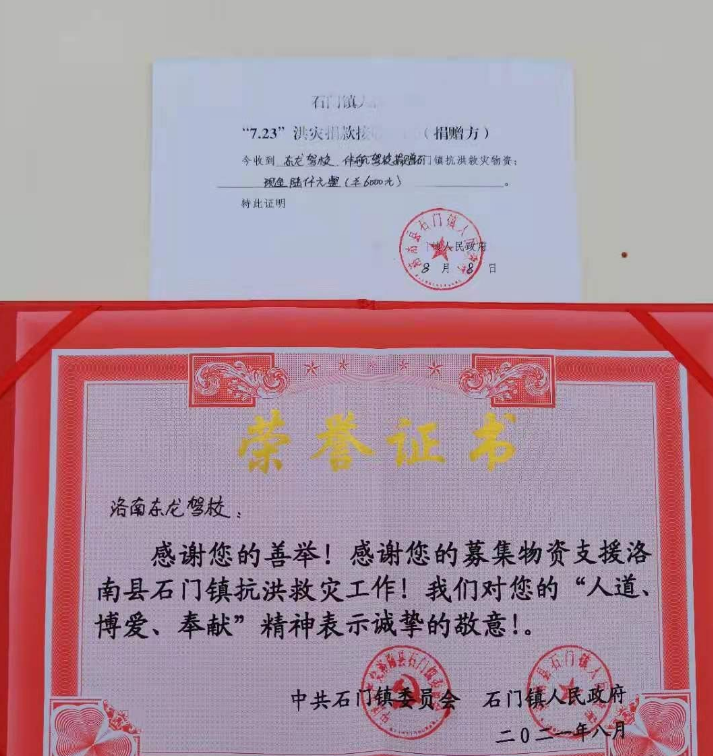 石门镇人
“7.23”洪灾捐款接 （捐赠方）
今收到 东龙驾校 门镇抗洪救灾物资：
现金陆仟元整（￥6000元）。
特此证明
人民政府
8月8日
荣誉证书
洛南东龙驾校：
感谢您的善举！感谢您的募集物资支援洛
南县石门镇抗洪救灾工作！我们对您的“人道、
博爱、奉献”精神表示诚挚的敬意！。
中共石门镇委员会 石门镇人民政府
二〇二一年八月